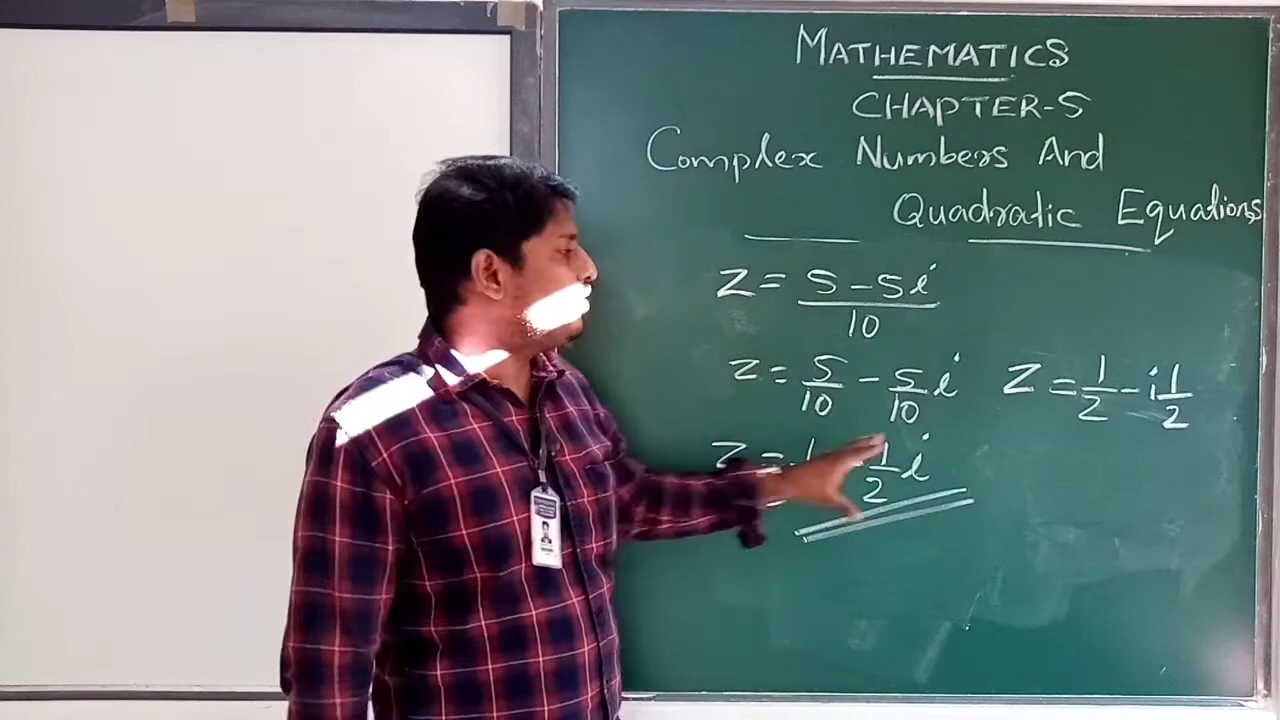 MATHEMATICS
CHAPTER-5
Complex Numbers And
Quadratic Equations
Z = 5 - 5i / 10
Z = 5/10 - 5/10 i
Z = 1/2 - i 1/2
Z = 1 - 1/2 i